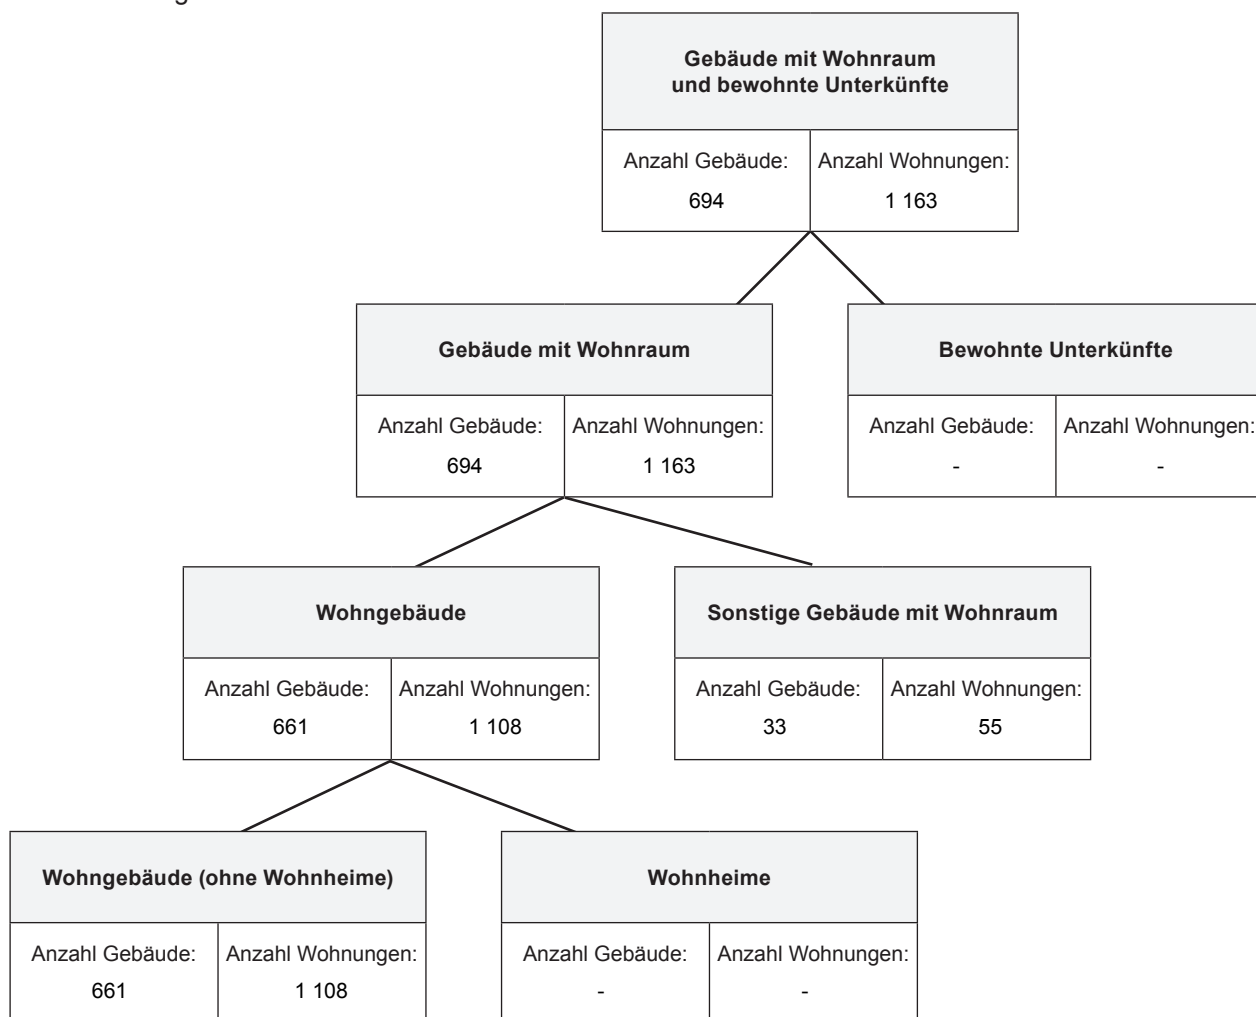 Gebäude mit Wohnraum
und bewohnte Unterkünfte
Anzahl Gebäude: Anzahl Wohnungen:
694 1 163
Gebäude mit Wohnraum Bewohnte Unterkünfte
Anzahl Gebäude: Anzahl Wohnungen: Anzahl Gebäude: Anzahl Wohnungen:
694 1 163 - -
Wohngebäude Sonstige Gebäude mit Wohnraum
Anzahl Gebäude: Anzahl Wohnungen: Anzahl Gebäude: Anzahl Wohnungen:
661 1 108 33 55
Wohngebäude (ohne Wohnheime) Wohnheime
Anzahl Gebäude: Anzahl Wohnungen: Anzahl Gebäude: Anzahl Wohnungen:
661 1 108 - -